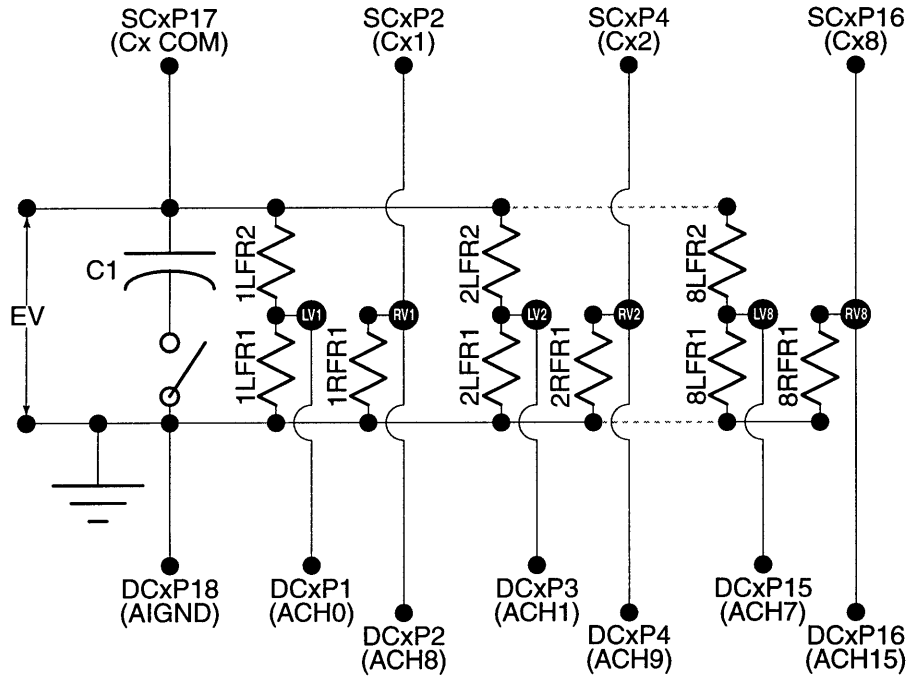 SCxP17
(Cx COM)
SCxP2
(Cx1)
SCxP4
(Cx2)
SCxP16
(Cx8)
EV
C1
1LFR2
1LFR1
LV1
1RFR1
RV1
2LFR2
2LFR1
LV2
2RFR1
RV2
8LFR2
8LFR1
LV8
8RFR1
RV8
DCxP18
(AIGND)
DCxP1
(ACH0)
DCxP2
(ACH8)
DCxP3
(ACH1)
DCxP4
(ACH9)
DCxP15
(ACH7)
DCxP16
(ACH15)